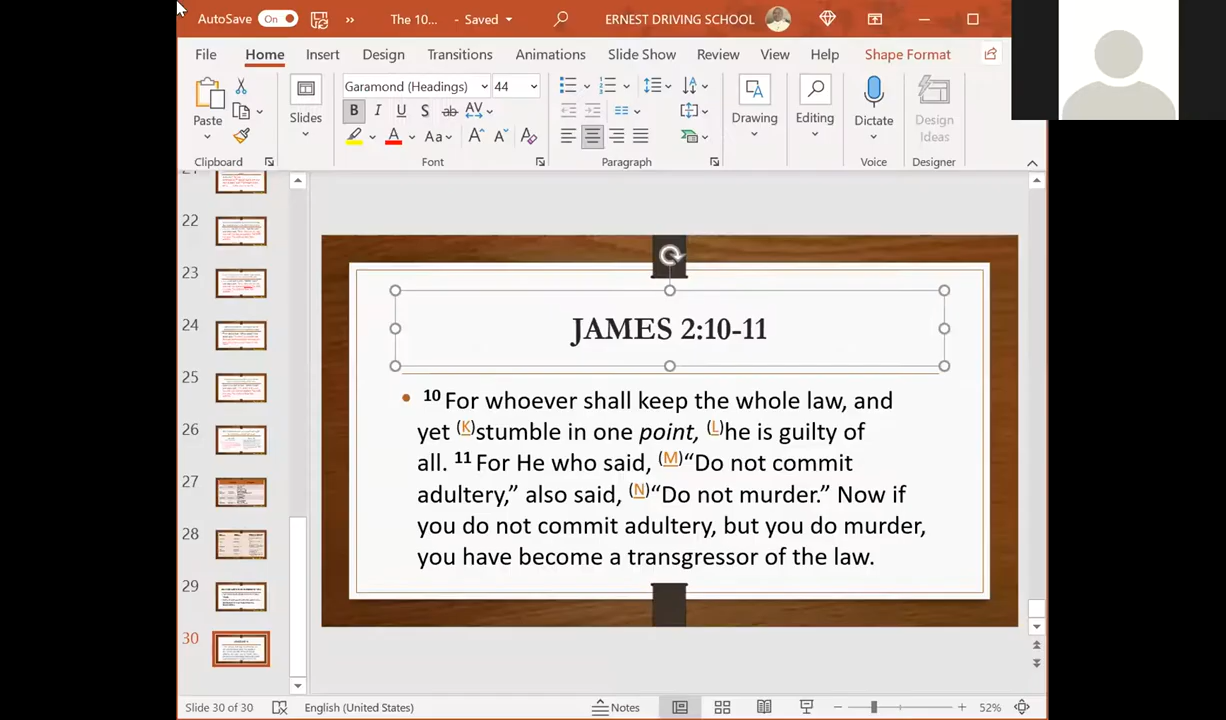 AutoSave On The 10... - Saved ERNEST DRIVING SCHOOL
File Home Insert Design Transitions Animations Slide Show Review View Help Shape Format
Garamond (Headings) 44
B I U S ab AV
A Aa A A A
Paste Slides Drawing Editing Dictate Design
Ideas
Clipboard Font Paragraph Voice Designer
22
23
24
25
26
27
28
29
30
JAMES 2:10-11
• 10 For whoever shall keep the whole law, and
yet (K)stumble in one point, (L)he is guilty of
all. 11 For He who said, (M)“Do not commit
adultery,” also said, (N)“Do not murder.” Now if
you do not commit adultery, but you do murder,
you have become a transgressor of the law.
Slide 30 of 30 English (United States) Notes 52%